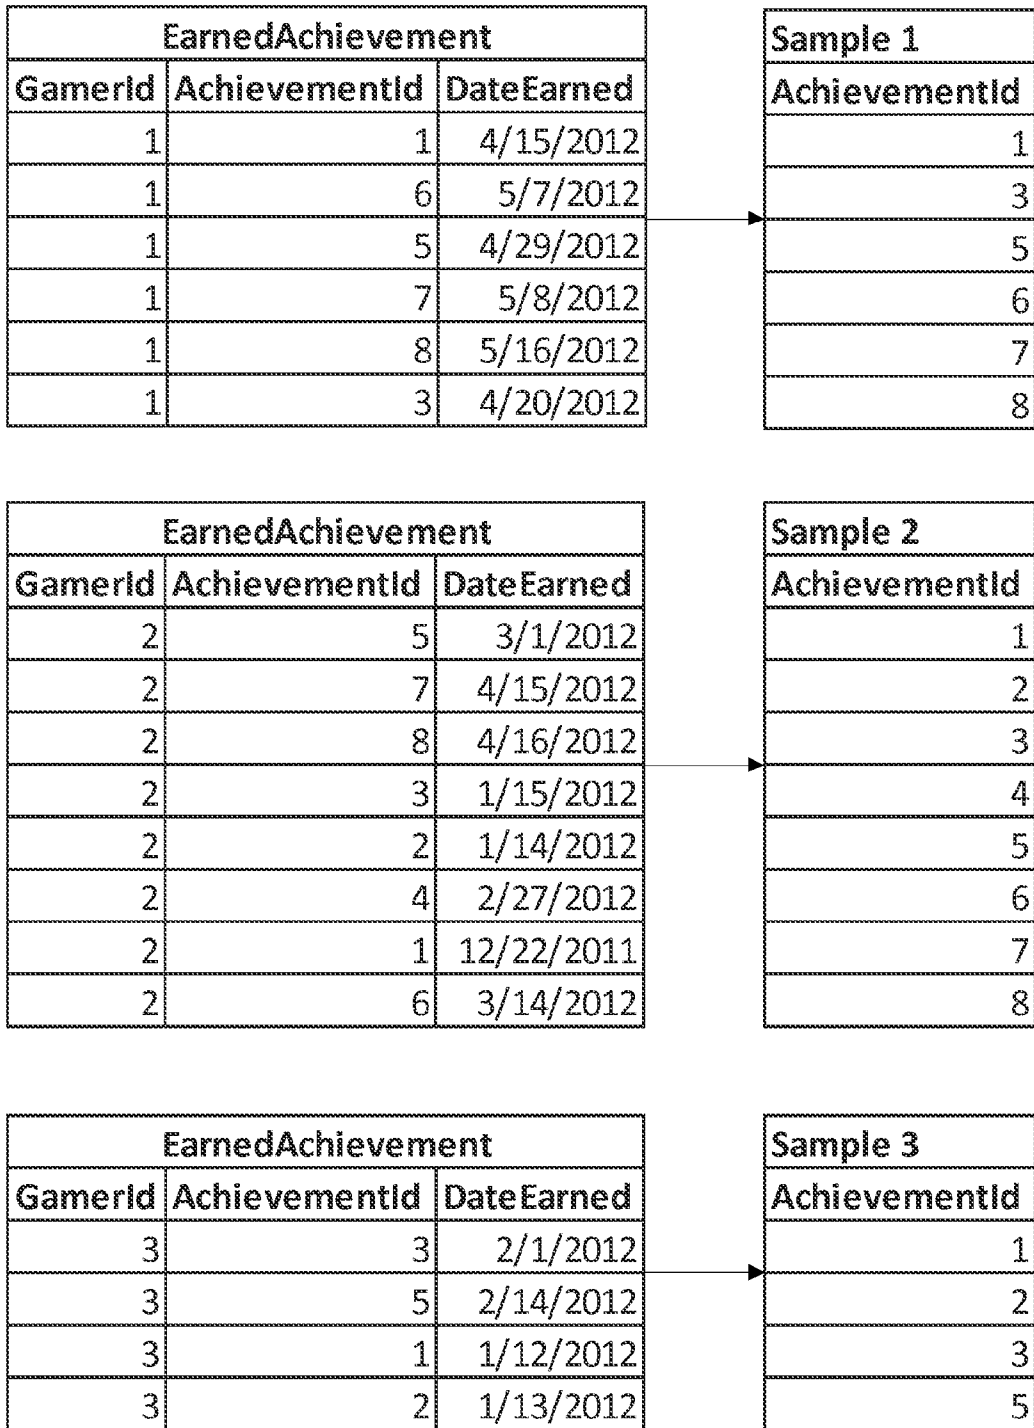 EarnedAchievement
GamerId AchievementId DateEarned
1 1 4/15/2012
1 6 5/7/2012
1 5 4/29/2012
1 7 5/8/2012
1 8 5/16/2012
1 3 4/20/2012
Sample 1
AchievementId
1
3
5
6
7
8
EarnedAchievement
GamerId AchievementId DateEarned
2 5 3/1/2012
2 7 4/15/2012
2 8 4/16/2012
2 3 1/15/2012
2 2 1/14/2012
2 4 2/27/2012
2 1 12/22/2011
2 6 3/14/2012
Sample 2
AchievementId
1
2
3
4
5
6
7
8
EarnedAchievement
GamerId AchievementId DateEarned
3 3 2/1/2012
3 5 2/14/2012
3 1 1/12/2012
3 2 1/13/2012
Sample 3
AchievementId
1
2
3
5